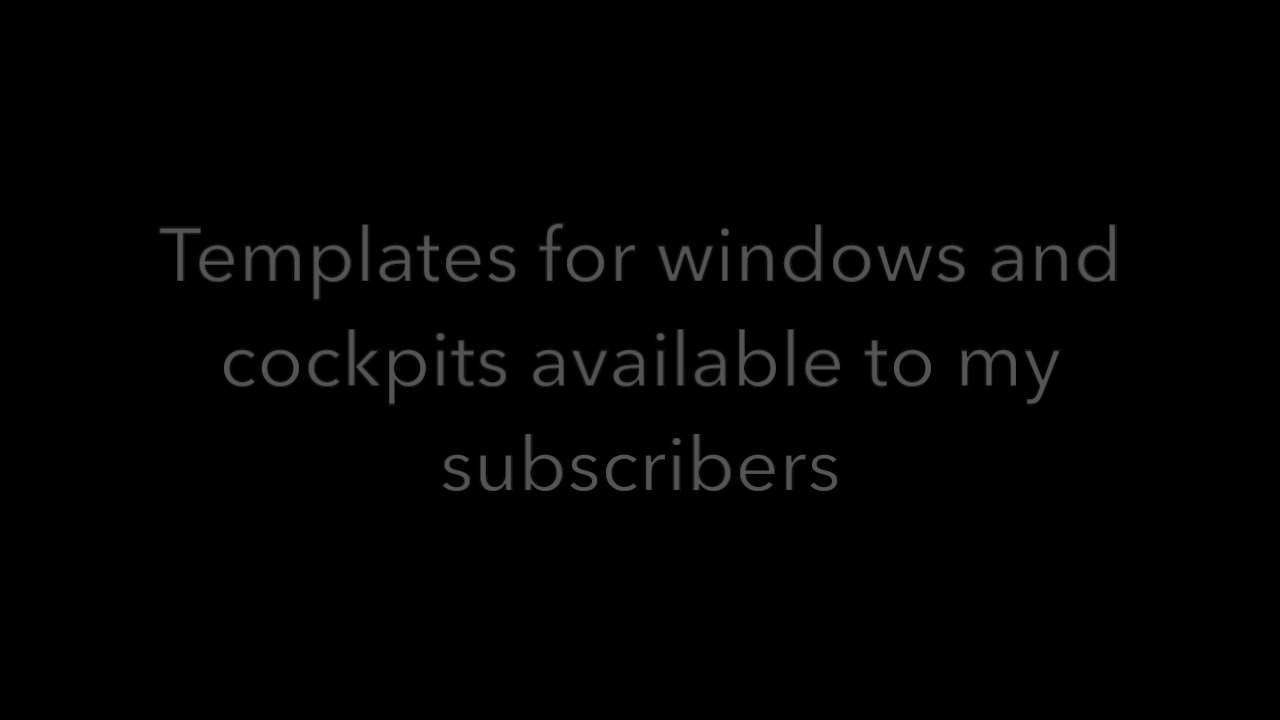 Templates for windows and
cockpits available to my
subscribers